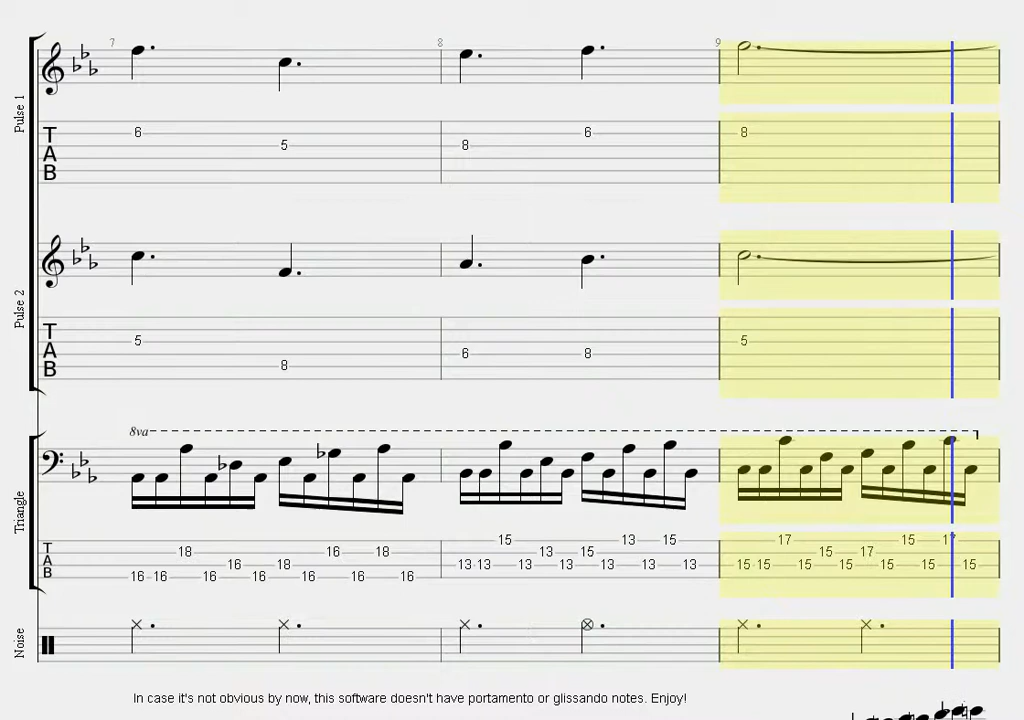 7 8 9
Pulse 1
T
A
B
6 5 8 6 8
Pulse 2
T
A
B
5 8 6 8 5
8va
Triangle
T
A
B
16 16 18 16 16 16 18 16 16 16 18 16 13 13 15 13 13 13 15 13 13 13 15 13 15 15 17 15 15 15 17 15 15 15 17 15
Noise
In case it's not obvious by now, this software doesn't have portamento or glissando notes. Enjoy!